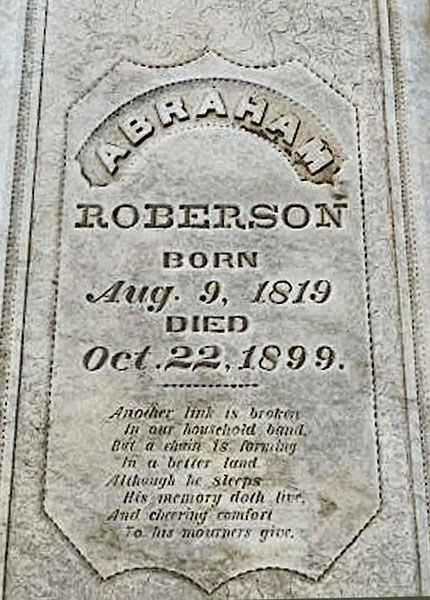 ABRAHAM
ROBERSON
BORN
Aug. 9, 1819
DIED
Oct. 22, 1899.
Another link is broken
In our household band,
But a chain is forming
In a better land.
Although he sleeps
His memory doth live,
And cheering comfort
To his mourners give.